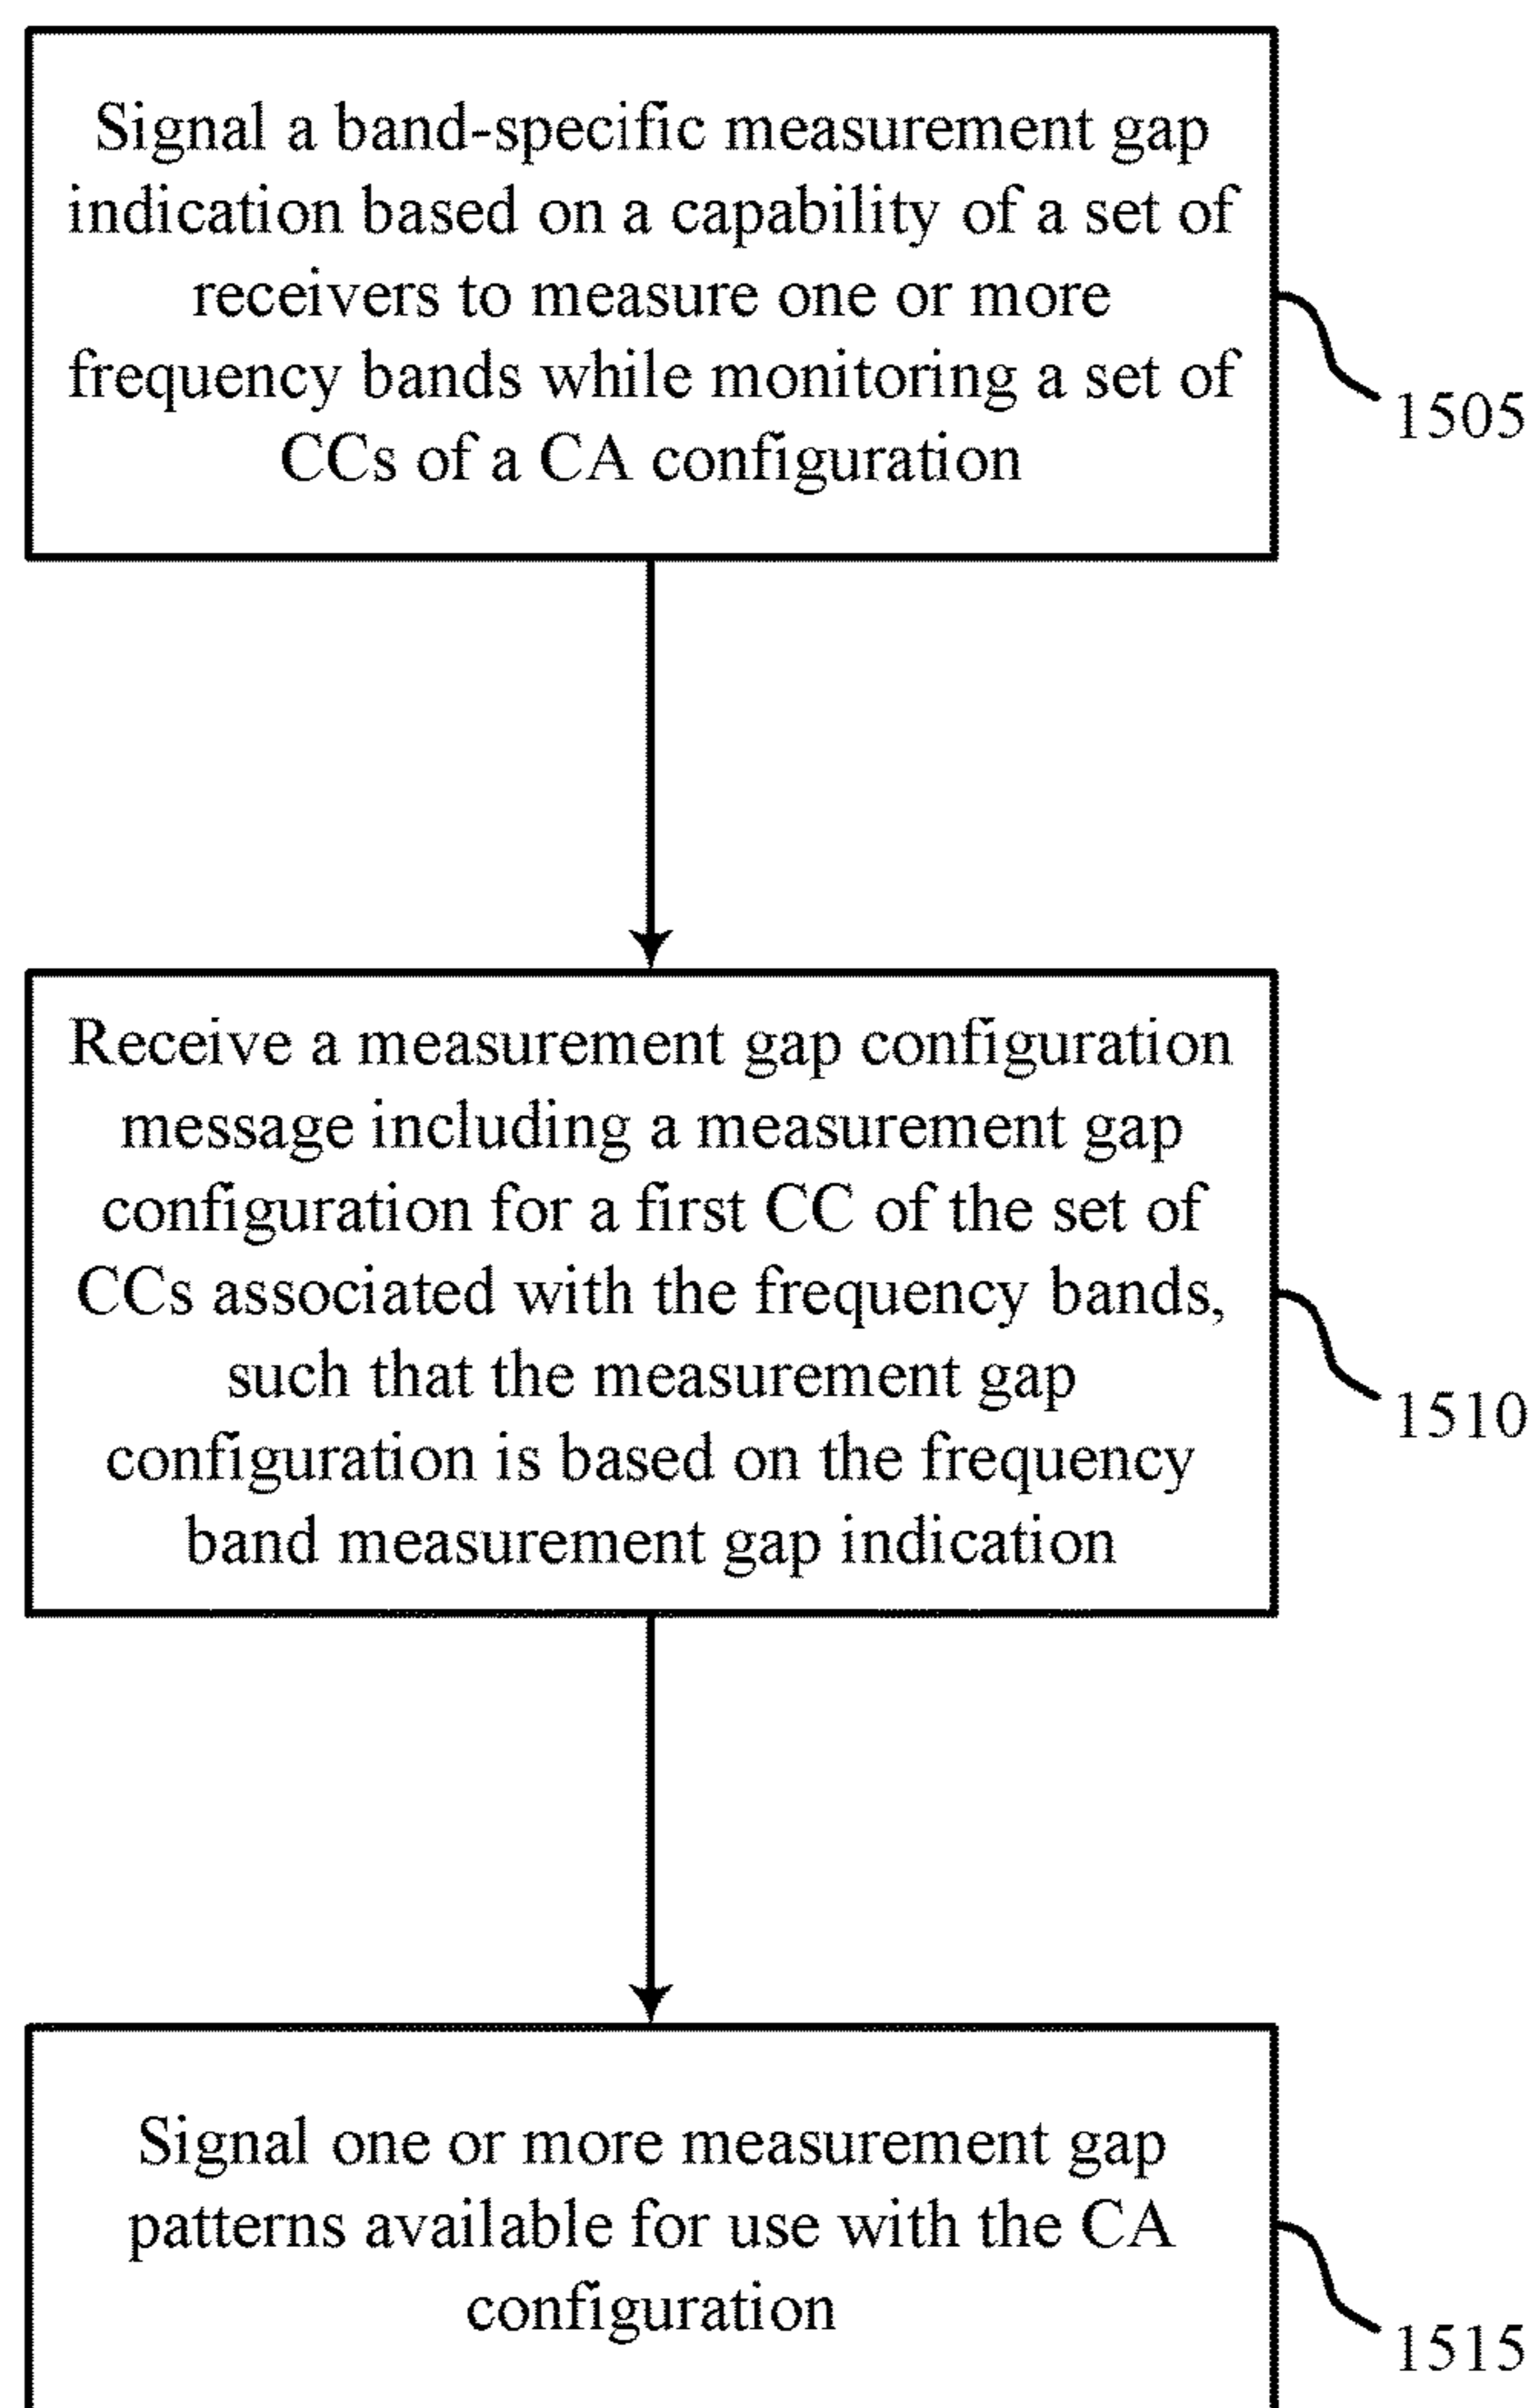 Signal a band-specific measurement gap
indication based on a capability of a set of
receivers to measure one or more
frequency bands while monitoring a set of
CCs of a CA configuration
1505
Receive a measurement gap configuration
message including a measurement gap
configuration for a first CC of the set of
CCs associated with the frequency bands,
such that the measurement gap
configuration is based on the frequency
band measurement gap indication
1510
Signal one or more measurement gap
patterns available for use with the CA
configuration
1515